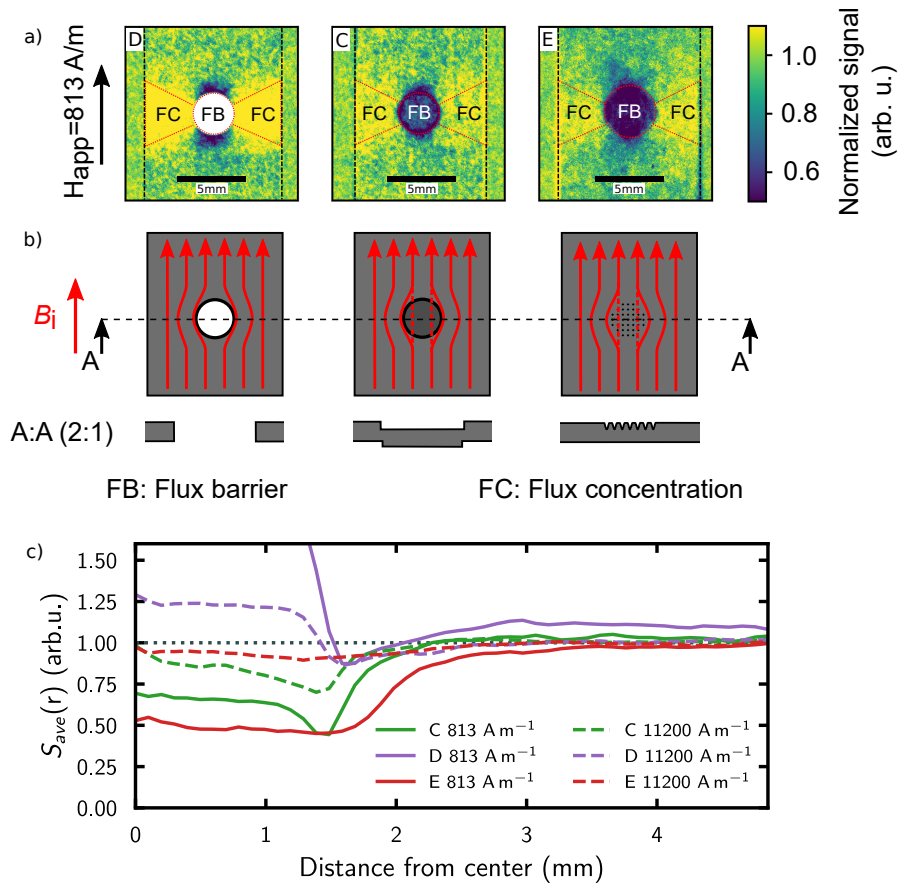 a)
D
C
E
Happ=813 A/m
FC
FB
FC
FC
FB
FC
FC
FB
FC
5mm
5mm
5mm
1.0
0.8
0.6
Normalized signal
(arb. u.)
b)
Bi
A
A
A:A (2:1)
FB: Flux barrier
FC: Flux concentration
c)
1.50
1.25
1.00
0.75
0.50
0.25
0.00
Save(r) (arb.u.)
C 813 A m⁻¹
D 813 A m⁻¹
E 813 A m⁻¹
C 11200 A m⁻¹
D 11200 A m⁻¹
E 11200 A m⁻¹
0
1
2
3
4
Distance from center (mm)